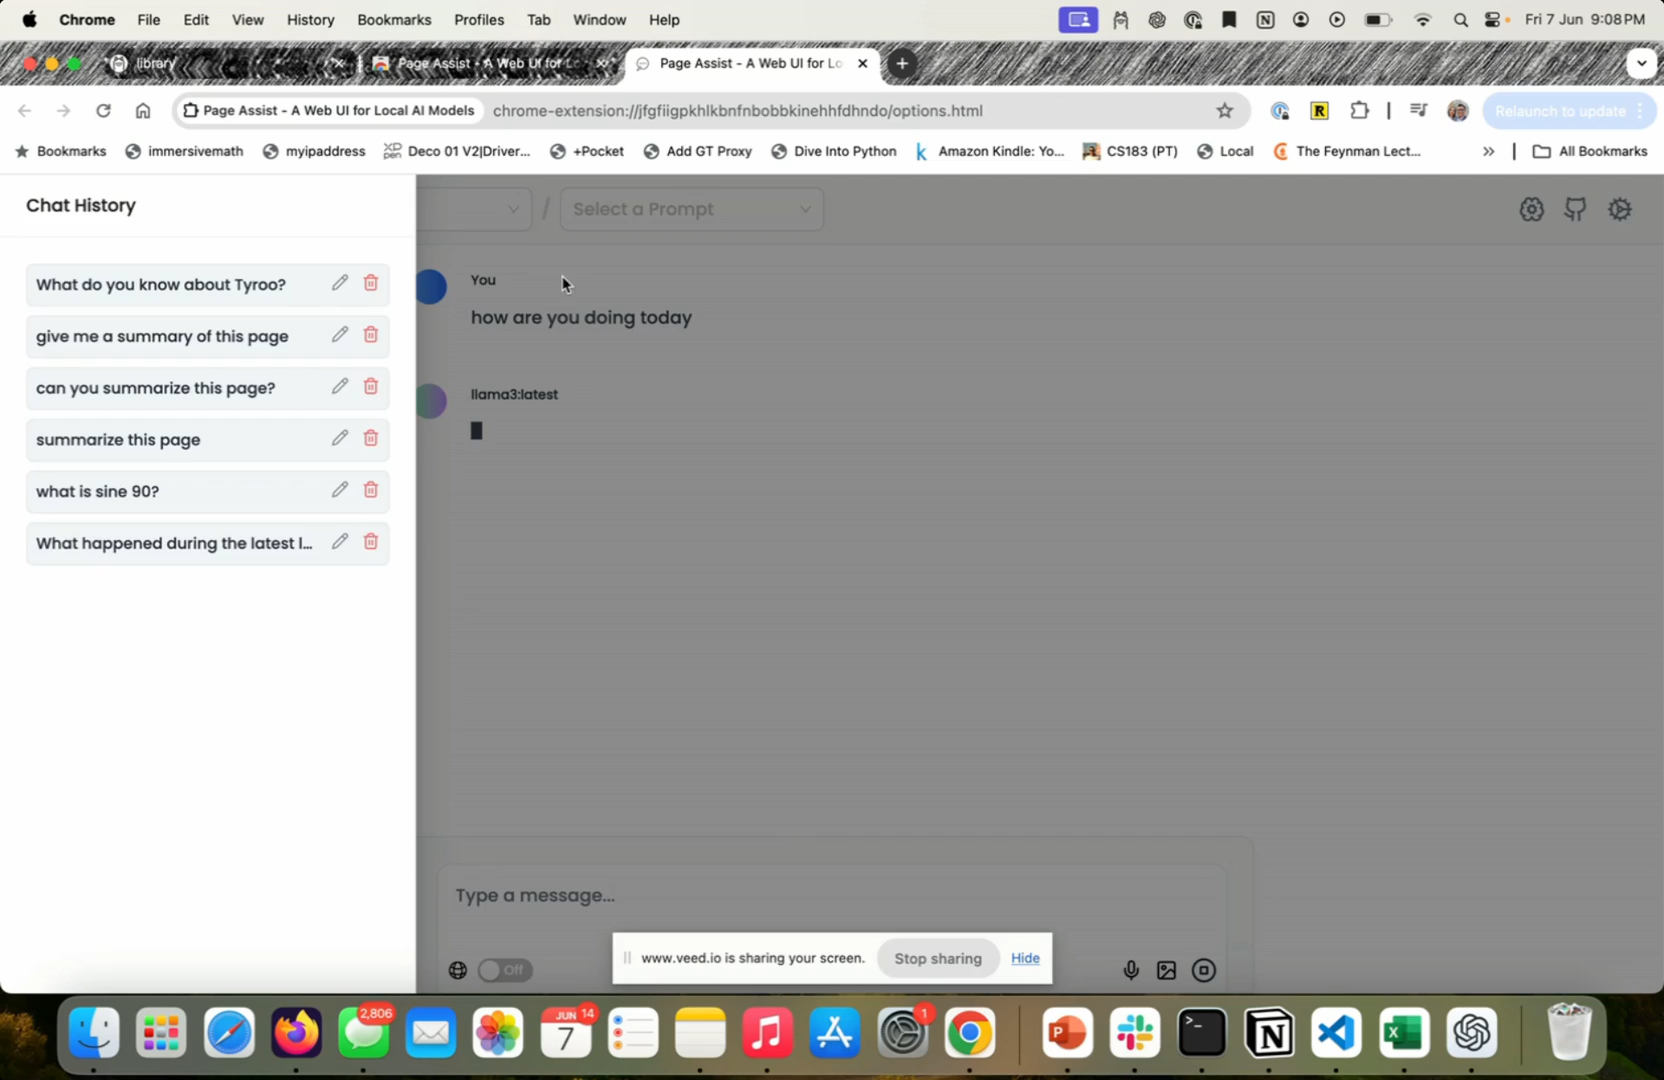 Chrome File Edit View History Bookmarks Profiles Tab Window Help Fri 7 Jun 9:08 PM
library Page Assist - A Web UI for Lo Page Assist - A Web UI for Lo
Page Assist - A Web UI for Local AI Models chrome-extension://jfgfiigpkhlkbnfnbobbkinehhfdhndo/options.html Relaunch to update
Bookmarks immersivemath myipaddress XP PEN Deco 01 V2|Driver... +Pocket Add GT Proxy Dive Into Python Amazon Kindle: Yo... CS183 (PT) Local The Feynman Lect... All Bookmarks
Chat History
Select a Prompt
What do you know about Tyroo?
give me a summary of this page
can you summarize this page?
summarize this page
what is sine 90?
What happened during the latest l...
You
how are you doing today
llama3:latest
Type a message...
Off
www.veed.io is sharing your screen. Stop sharing Hide
2,806
JUN 14
7
1